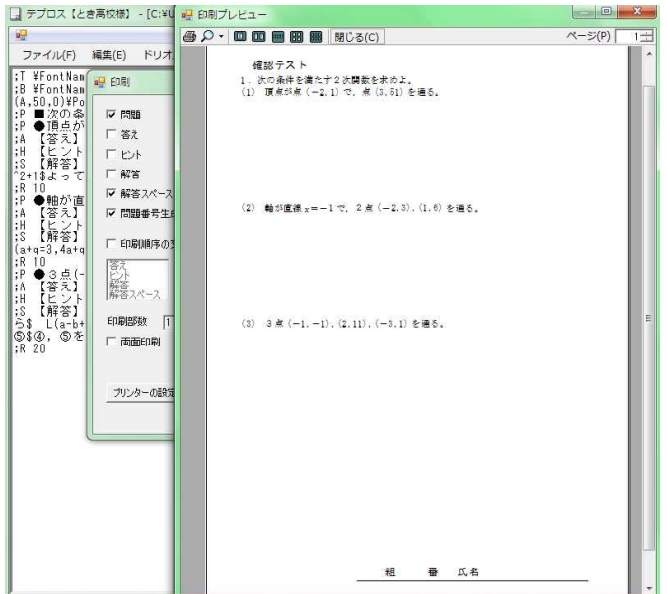 テプロス【とき高校様】 - [C:¥U
ファイル(F) 編集(E) ドリオ
;T ¥FontNam
;B ¥FontNam
(A,50,0)¥Po
;P ■次の条
;P ●頂点が
;A 【答え】
;H 【ヒント
;S 【解答】
^2+1$よって
;R 10
;P ●軸が直
;A 【答え】
;H 【ヒント
;S 【解答】
(a+q=3,4a+q
;R 10
;P ●3点(-
;A 【答え】
;H 【ヒント
;S 【解答】
ら$ L(a-b+
⑤$④, ⑤を
;R 20
印刷
問題
答え
ヒント
解答
解答スペース
問題番号生成
印刷順序の
答え
ヒント
解答
解答スペース
印刷部数 1
両面印刷
プリンターの設定
印刷プレビュー
閉じる(C) ページ(P) 1
確認テスト
1. 次の条件を満たす2次関数を求めよ。
(1) 頂点が点 (-2, 1) で, 点 (3, 51) を通る。
(2) 軸が直線 x=-1 で, 2点 (-2, 3), (1, 6) を通る。
(3) 3点 (-1, -1), (2, 11), (-3, 1) を通る。
組 番 氏名